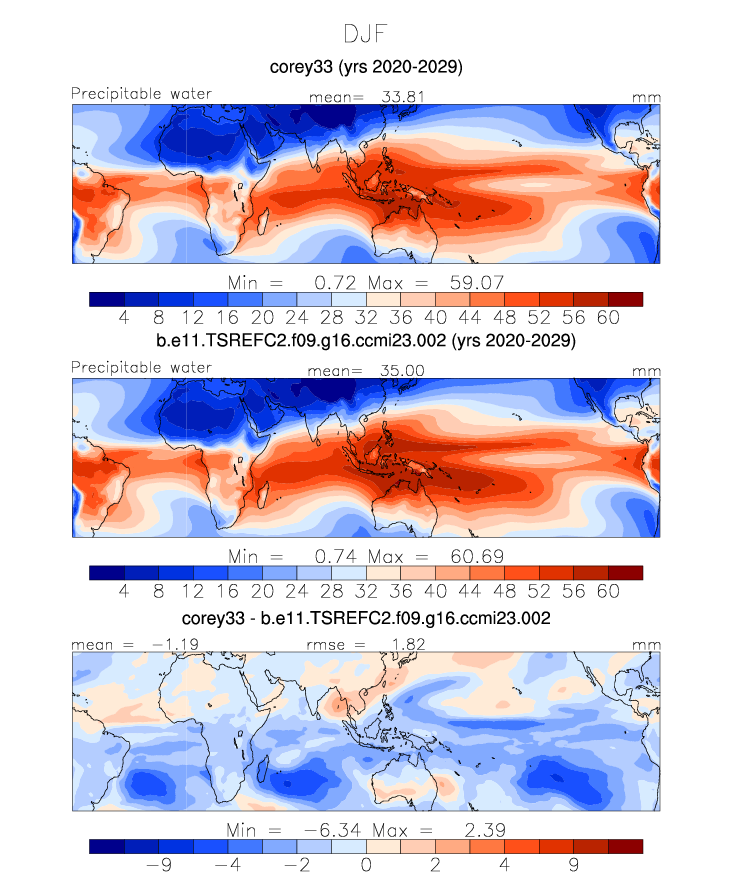 DJF
corey33 (yrs 2020-2029)
Precipitable water mean= 33.81 mm
Min = 0.72 Max = 59.07
4 8 12 16 20 24 28 32 36 40 44 48 52 56 60
b.e11.TSREFC2.f09.g16.ccmi23.002 (yrs 2020-2029)
Precipitable water mean= 35.00 mm
Min = 0.74 Max = 60.69
4 8 12 16 20 24 28 32 36 40 44 48 52 56 60
corey33 - b.e11.TSREFC2.f09.g16.ccmi23.002
mean = -1.19 rmse = 1.82 mm
Min = -6.34 Max = 2.39
-9 -4 -2 0 2 4 9